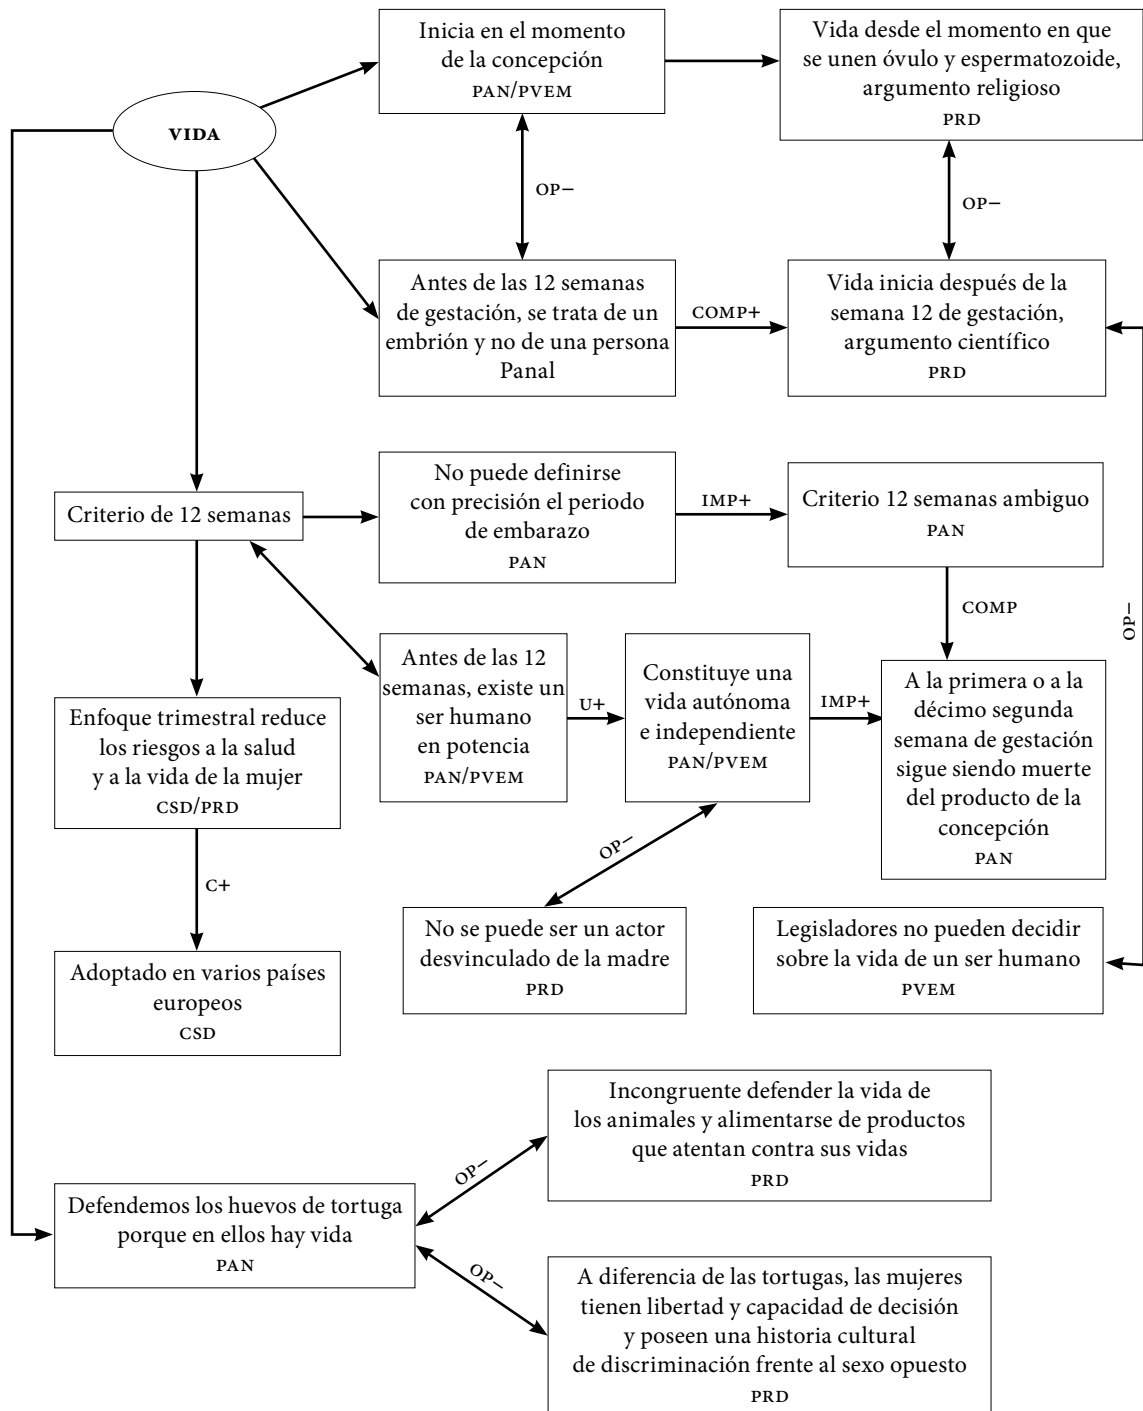 Inicia en el momento
de la concepción
PAN/PVEM
Vida desde el momento en que
se unen óvulo y espermatozoide,
argumento religioso
PRD
VIDA
OP–
OP–
Antes de las 12 semanas
de gestación, se trata de un
embrión y no de una persona
Panal
COMP+
Vida inicia después de la
semana 12 de gestación,
argumento científico
PRD
Criterio de 12 semanas
No puede definirse
con precisión el periodo
de embarazo
PAN
IMP+
Criterio 12 semanas ambiguo
PAN
COMP
OP–
Antes de las 12
semanas, existe un
ser humano
en potencia
PAN/PVEM
U+
Constituye una
vida autónoma
e independiente
PAN/PVEM
IMP+
A la primera o a la
décimo segunda
semana de gestación
sigue siendo muerte
del producto de la
concepción
PAN
Enfoque trimestral reduce
los riesgos a la salud
y a la vida de la mujer
CSD/PRD
OP–
C+
No se puede ser un actor
desvinculado de la madre
PRD
Legisladores no pueden decidir
sobre la vida de un ser humano
PVEM
Adoptado en varios países
europeos
CSD
Incongruente defender la vida de
los animales y alimentarse de productos
que atentan contra sus vidas
PRD
OP–
Defendemos los huevos de tortuga
porque en ellos hay vida
PAN
OP–
A diferencia de las tortugas, las mujeres
tienen libertad y capacidad de decisión
y poseen una historia cultural
de discriminación frente al sexo opuesto
PRD